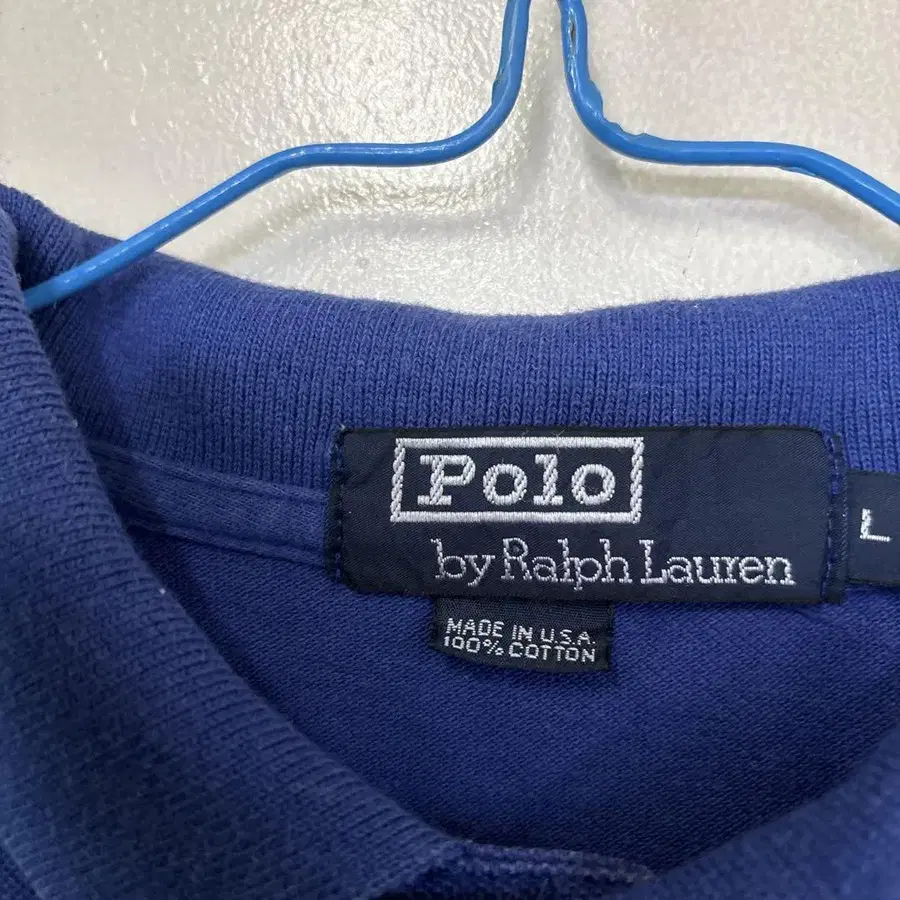 Polo
by Ralph Lauren
L
MADE IN U.S.A.
100% COTTON